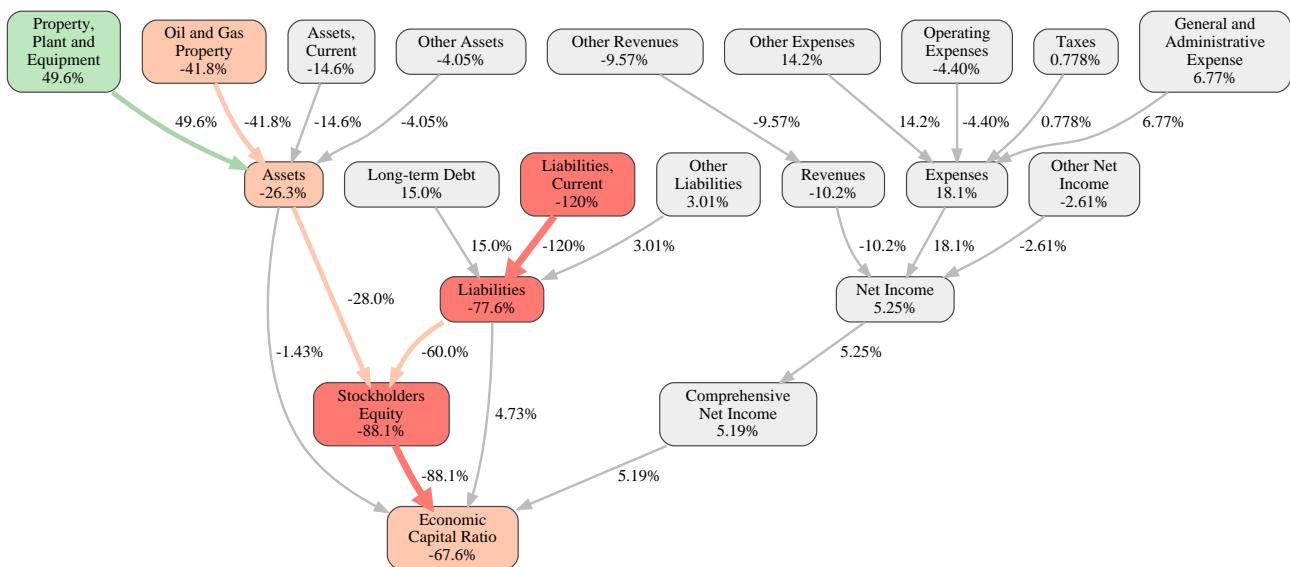 Property,
Plant and
Equipment
49.6%
Oil and Gas
Property
-41.8%
Assets,
Current
-14.6%
Other Assets
-4.05%
Other Revenues
-9.57%
Other Expenses
14.2%
Operating
Expenses
-4.40%
Taxes
0.778%
General and
Administrative
Expense
6.77%
49.6%
-41.8%
-14.6%
-4.05%
-9.57%
14.2%
-4.40%
0.778%
6.77%
Assets
-26.3%
Long-term Debt
15.0%
Liabilities,
Current
-120%
Other
Liabilities
3.01%
Revenues
-10.2%
Expenses
18.1%
Other Net
Income
-2.61%
15.0%
-120%
3.01%
-10.2%
18.1%
-2.61%
-28.0%
Liabilities
-77.6%
Net Income
5.25%
-1.43%
-60.0%
5.25%
Stockholders
Equity
-88.1%
4.73%
Comprehensive
Net Income
5.19%
-88.1%
5.19%
Economic
Capital Ratio
-67.6%